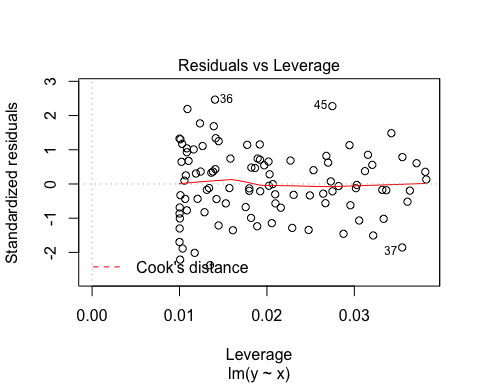 Residuals vs Leverage
Standardized residuals
3
2
1
0
-1
-2
36
45
37
Cook's distance
0.00 0.01 0.02 0.03
Leverage
lm(y ~ x)